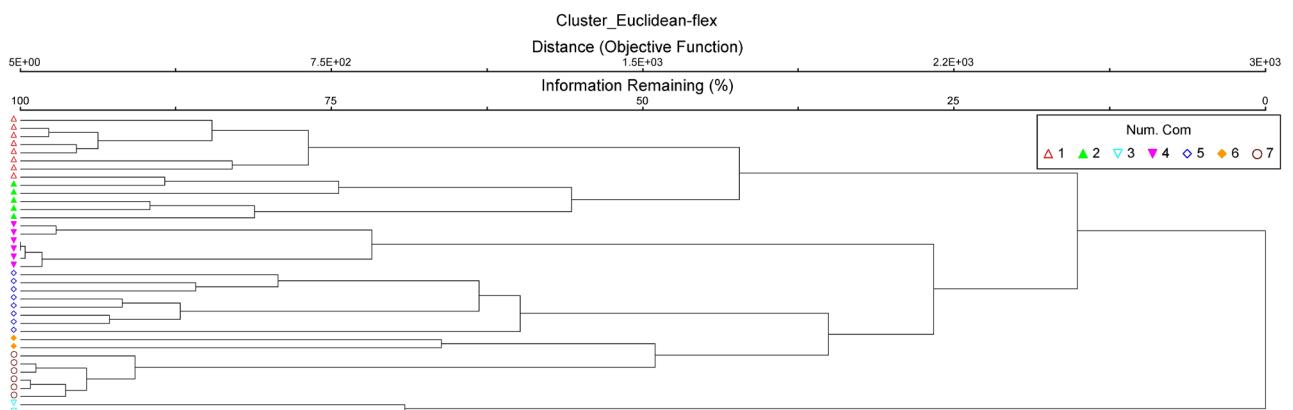 Cluster_Euclidean-flex
Distance (Objective Function)
5E+00 7.5E+02 1.5E+03 2.2E+03 3E+03
Information Remaining (%)
100 75 50 25 0
Num. Com
1 2 3 4 5 6 7